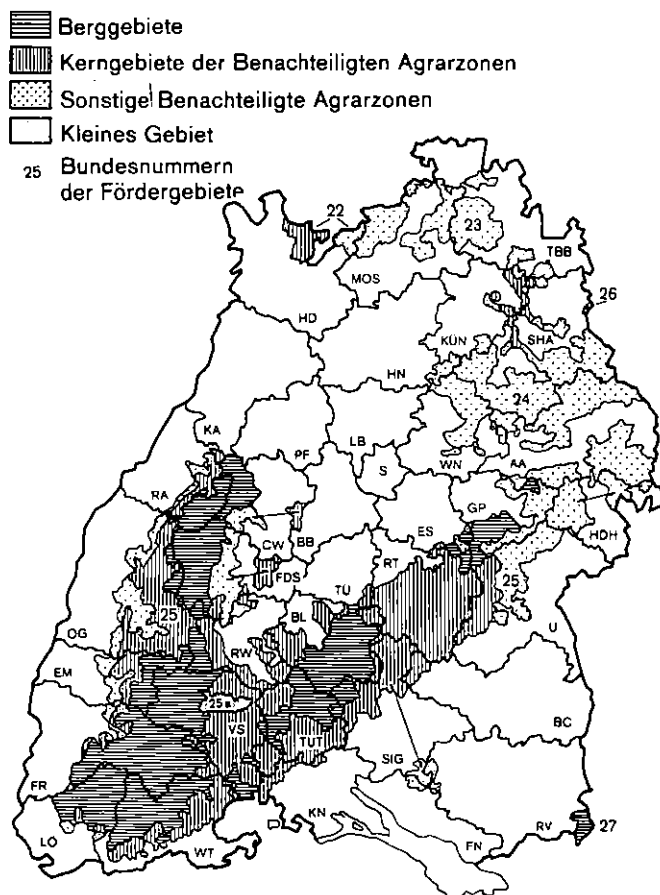 Berggebiete
Kerngebiete der Benachteiligten Agrarzonen
Sonstige Benachteiligte Agrarzonen
Kleines Gebiet
25 Bundesnummern
der Fördergebiete
22
23
TBB
MOS
26
HD
KÜN
SHA
HN
24
KA
PF
LB
WN
AA
S
RA
GP
ES
HDH
CW
BB
RT
FDS
25
TÜ
25
BL
OG
U
RW
EM
25a
VS
BC
TUT
SIG
FR
KN
RV
27
LÖ
FN
WT